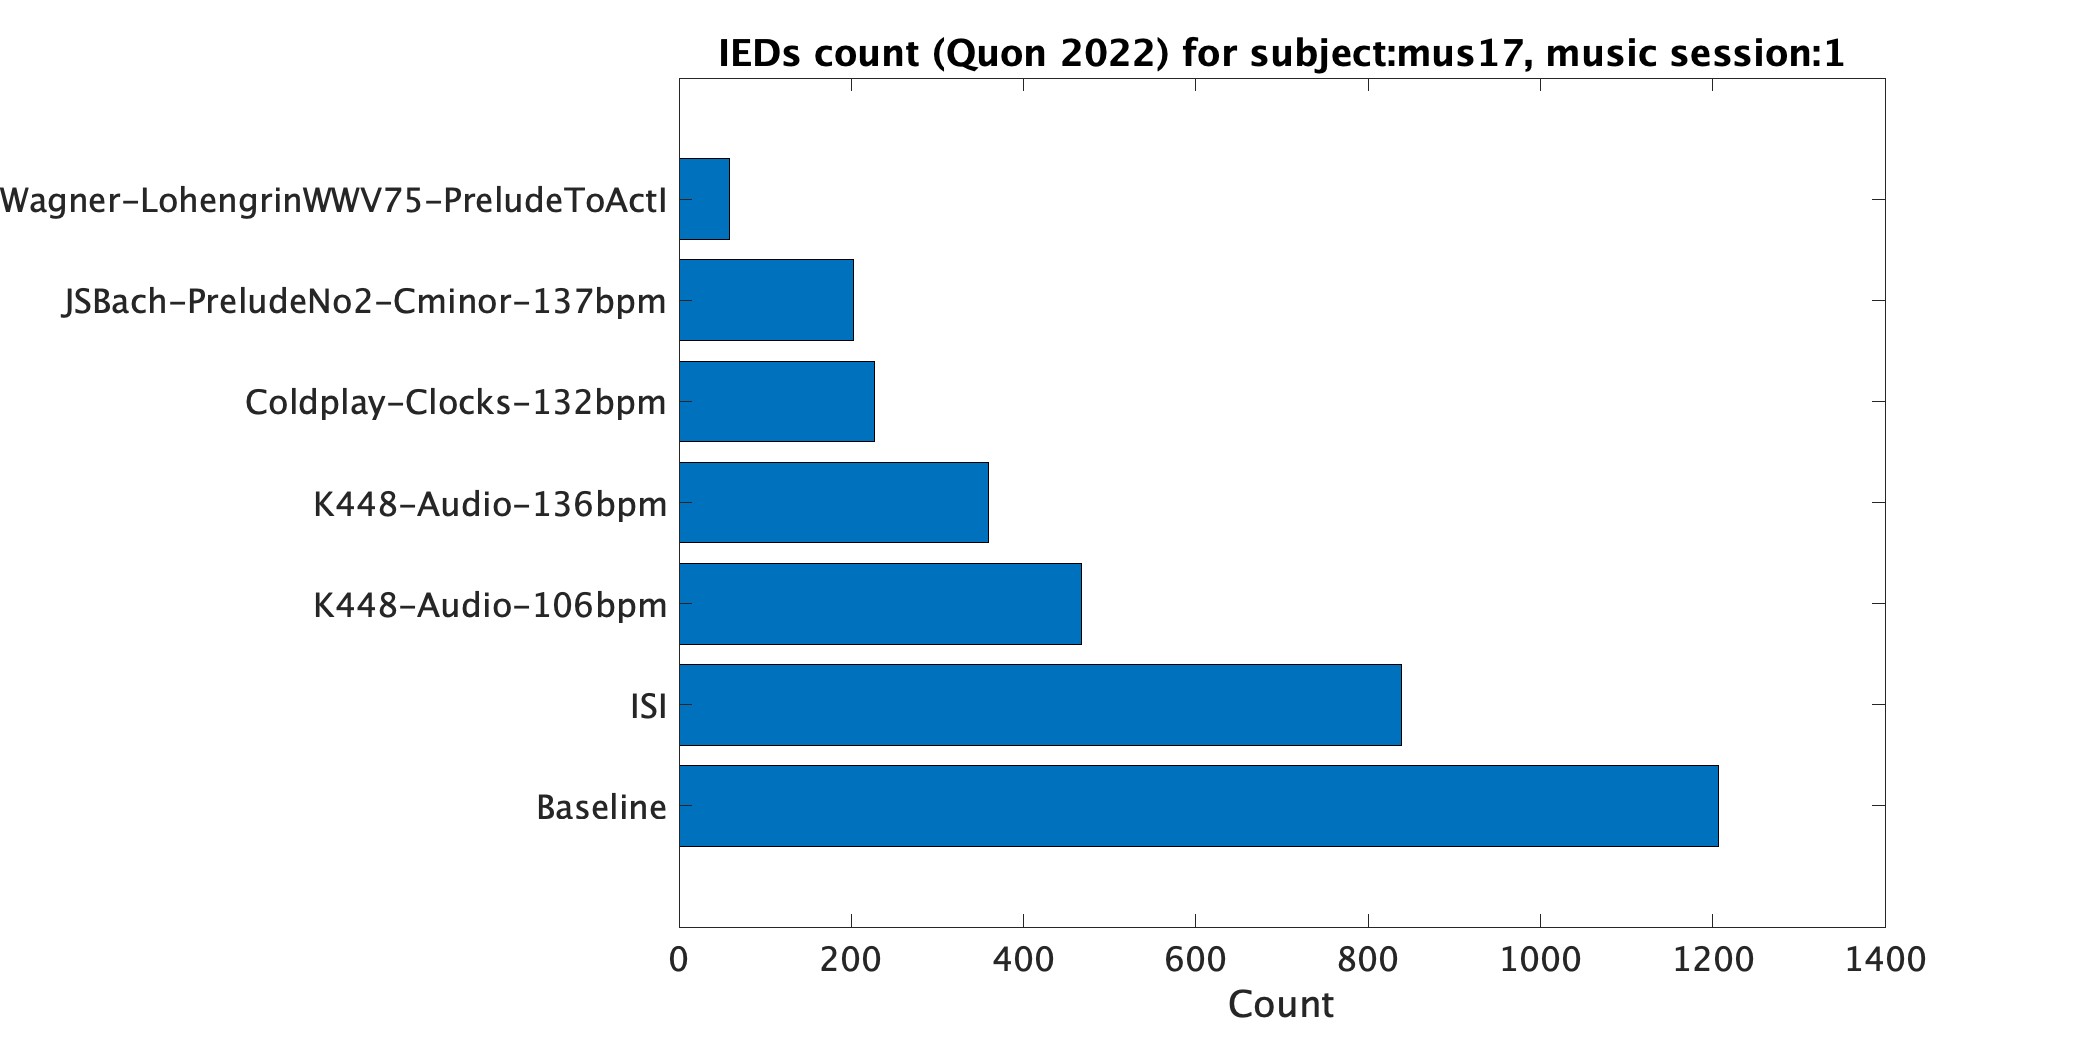 IEDs count (Quon 2022) for subject:mus17, music session:1
Wagner-LohengrinWWV75-PreludeToActI
JSBach-PreludeNo2-Cminor-137bpm
Coldplay-Clocks-132bpm
K448-Audio-136bpm
K448-Audio-106bpm
ISI
Baseline
0 200 400 600 800 1000 1200 1400
Count